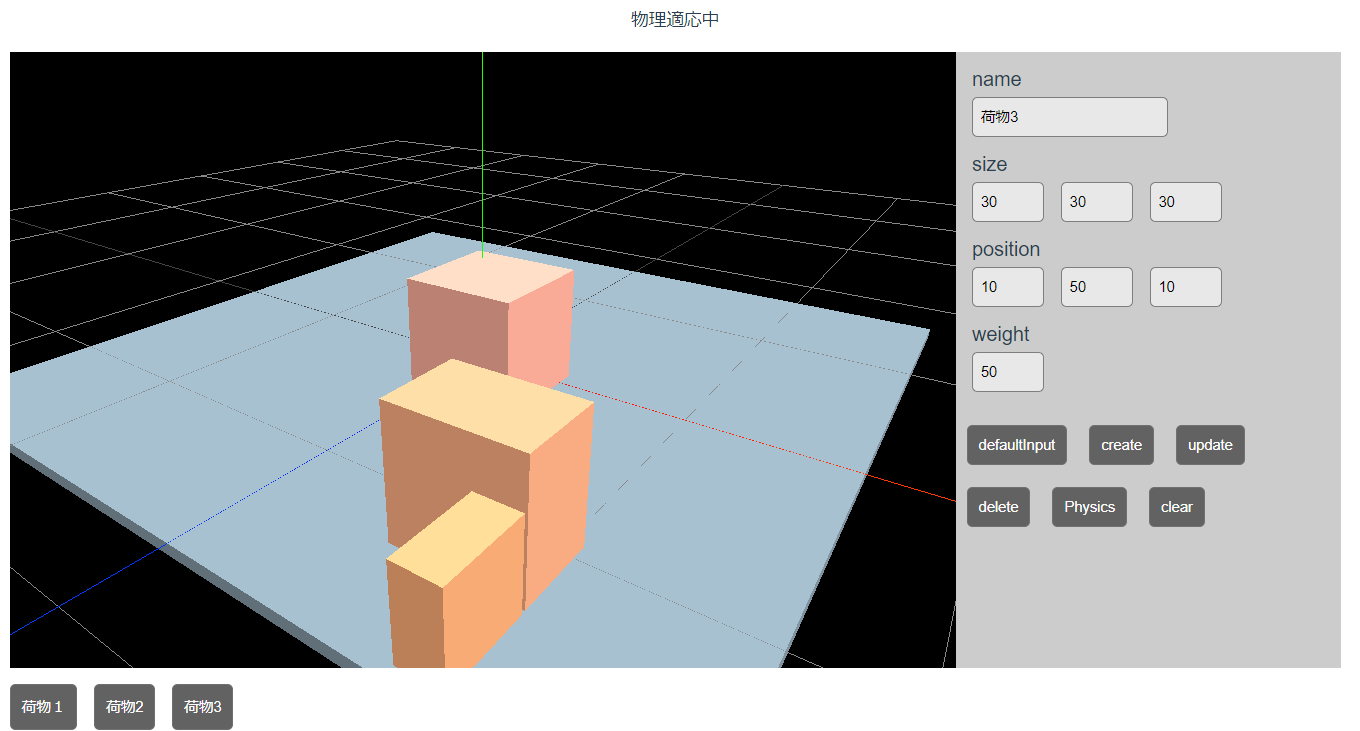 物理適応中
name
荷物3
size
30 30 30
position
10 50 10
weight
50
defaultInput create update
delete Physics clear
荷物１ 荷物2 荷物3